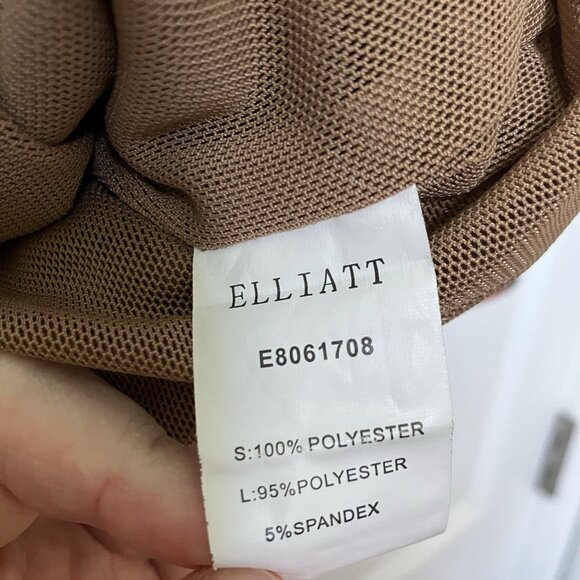 ELLIATT
E8061708
S:100% POLYESTER
L:95%POLYESTER
5%SPANDEX